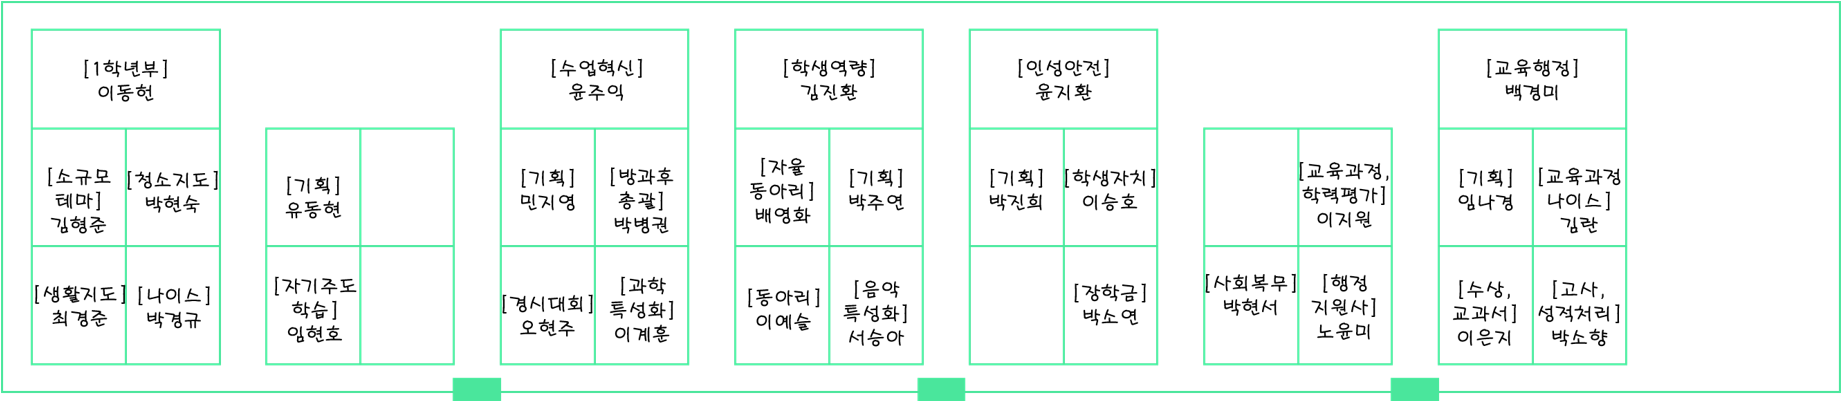 [1학년부]
이동헌
[소규모
테마]
김형준
[청소지도]
박현숙
[생활지도]
최경준
[나이스]
박경규
[기획]
유동현
[자기주도
학습]
임현호
[수업혁신]
윤주익
[기획]
민지영
[방과후
총괄]
박병권
[경시대회]
오현주
[과학
특성화]
이계훈
[학생역량]
김진환
[자율
동아리]
배영화
[기획]
박주연
[동아리]
이예슬
[음악
특성화]
서승아
[인성안전]
윤지환
[기획]
박진희
[학생자치]
이승호
[장학금]
박소연
[교육과정,
학력평가]
이지원
[사회복무]
박현서
[행정
지원사]
노윤미
[교육행정]
백경미
[기획]
임나경
[교육과정
나이스]
김란
[수상,
교과서]
이은지
[고사,
성적처리]
박소향